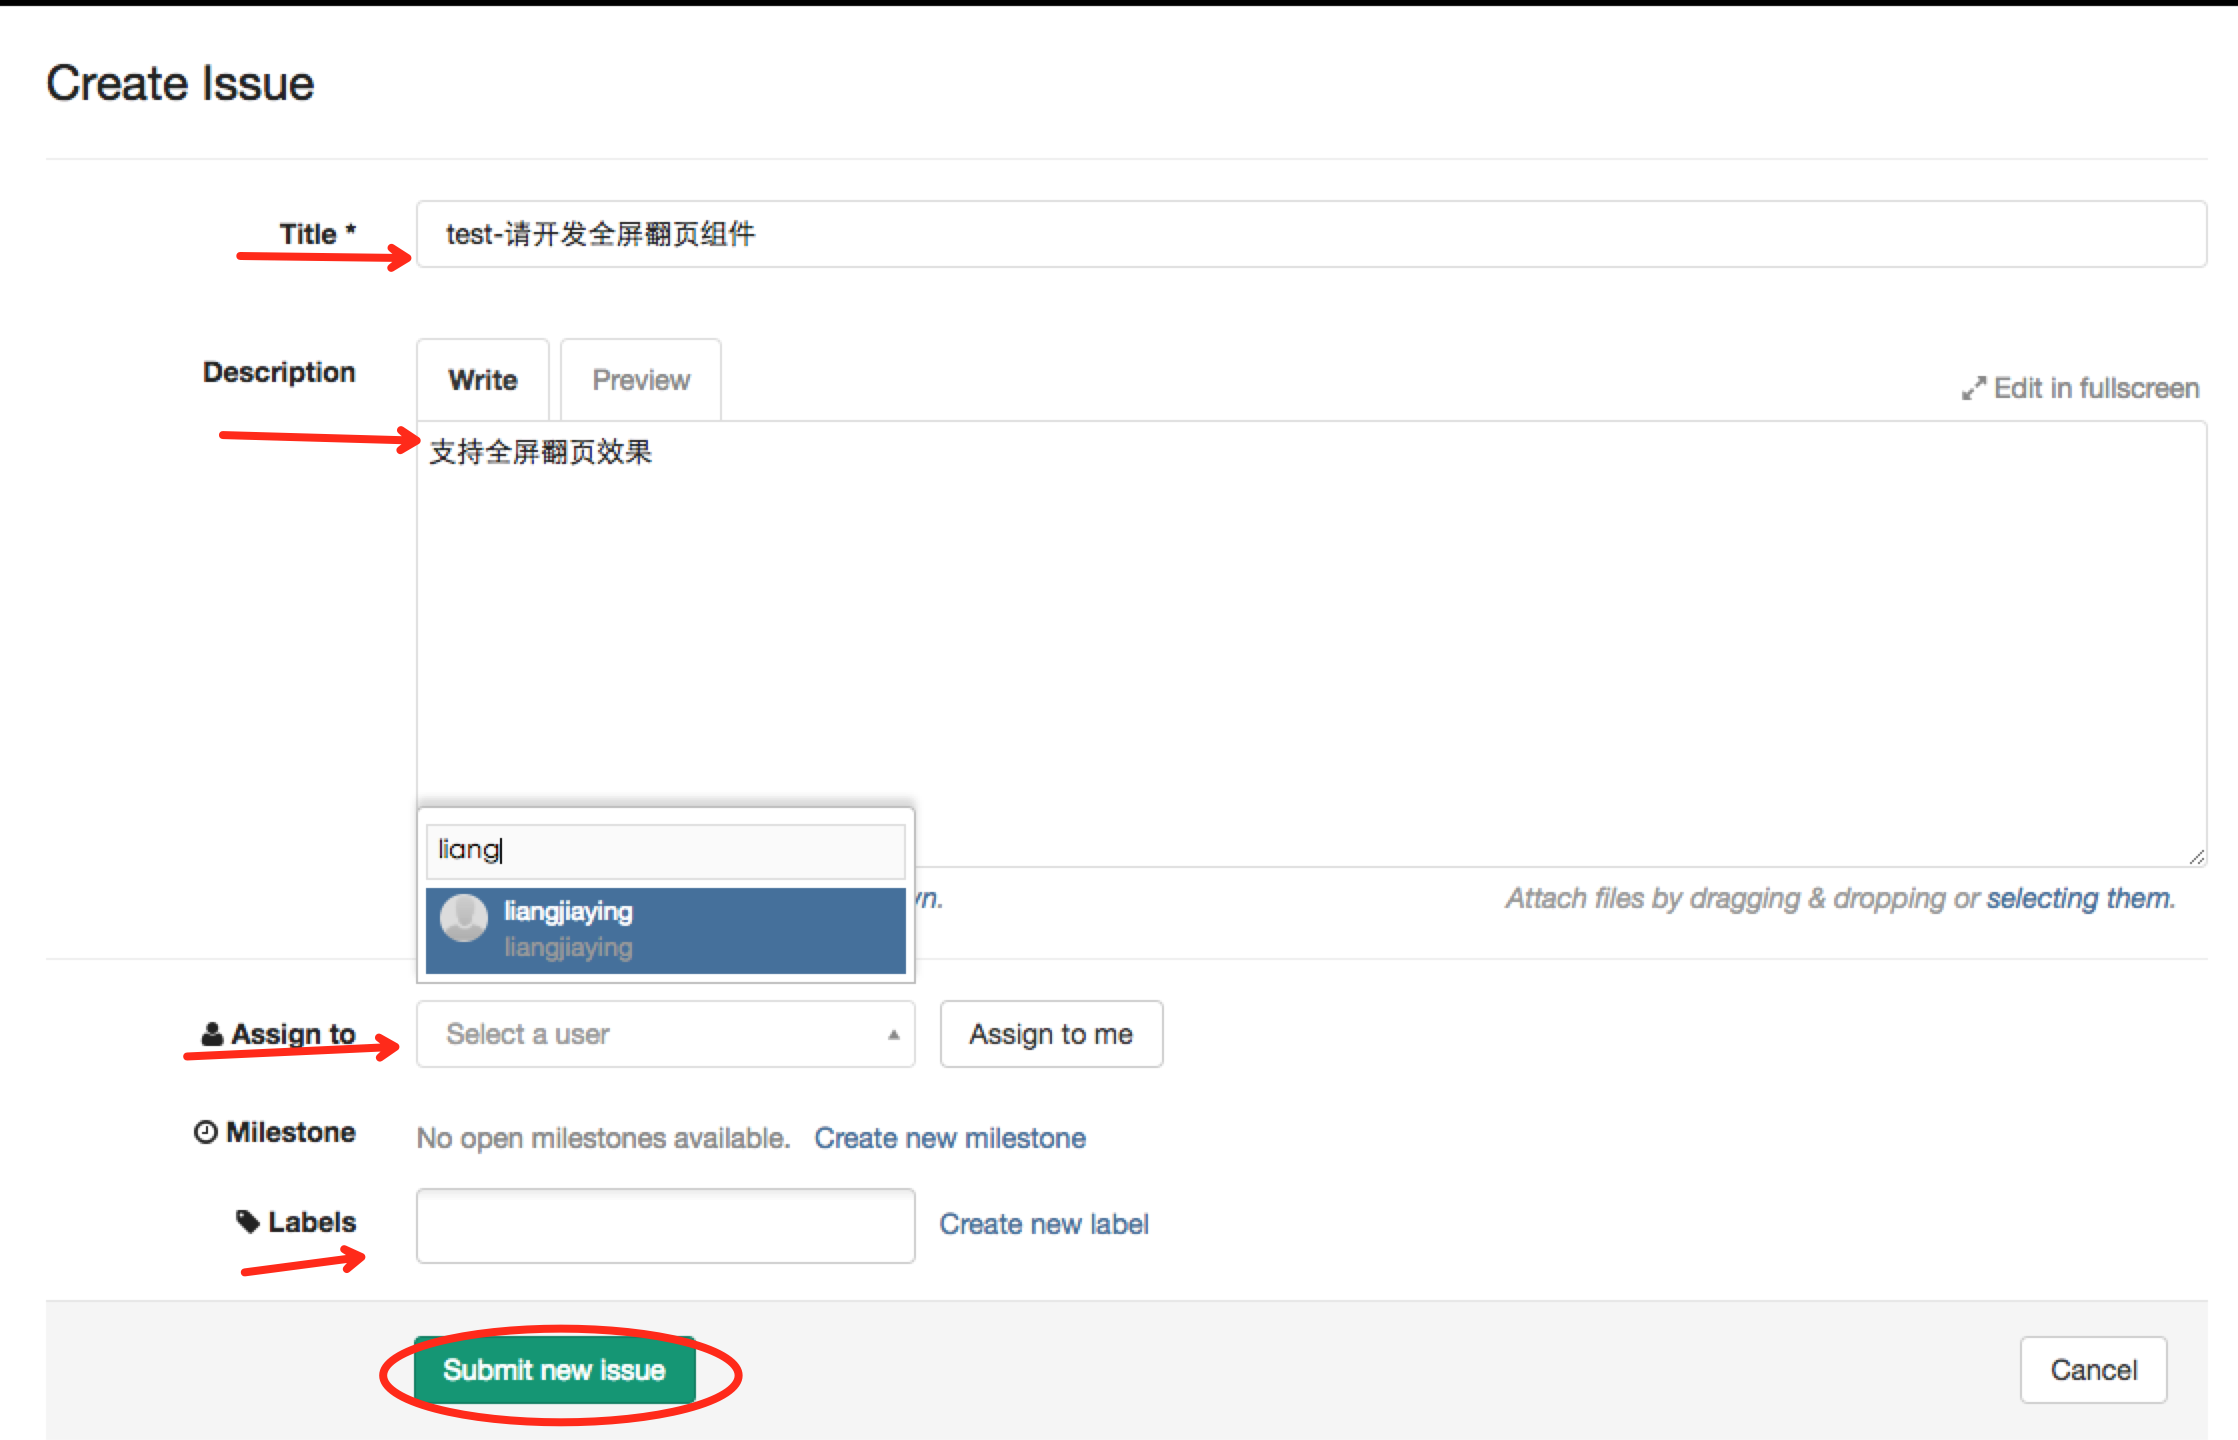 Create Issue
Title *
test-请开发全屏翻页组件
Description
Write
Preview
Edit in fullscreen
支持全屏翻页效果
liang
liangjiaying
liangjiaying
Attach files by dragging & dropping or selecting them.
Assign to
Select a user
Assign to me
Milestone
No open milestones available. Create new milestone
Labels
Create new label
Submit new issue
Cancel